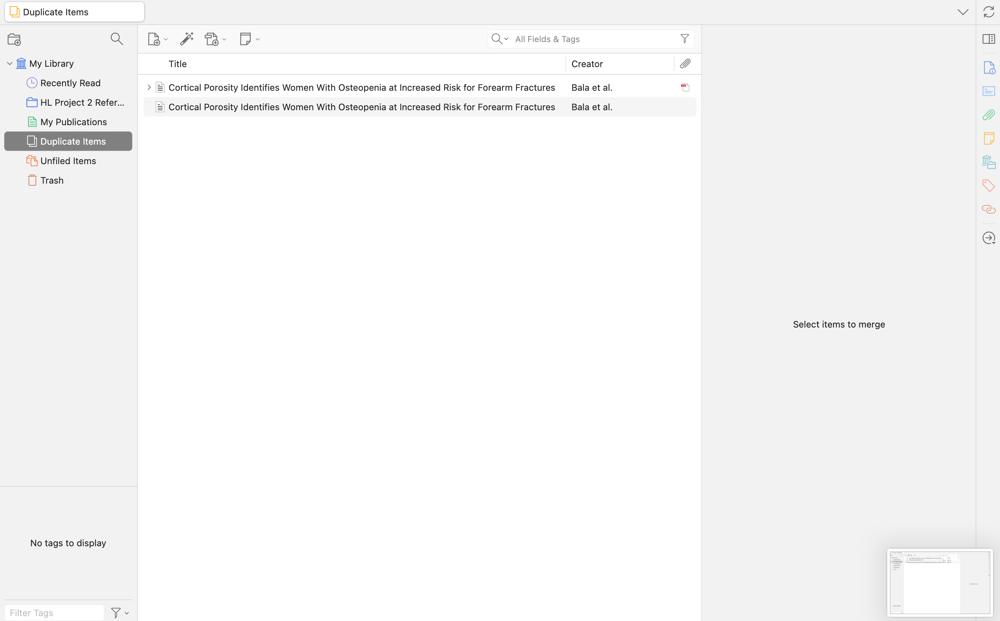 Duplicate Items
All Fields & Tags
My Library
Recently Read
HL Project 2 Refer...
My Publications
Duplicate Items
Unfiled Items
Trash
Title Creator
Cortical Porosity Identifies Women With Osteopenia at Increased Risk for Forearm Fractures Bala et al.
Cortical Porosity Identifies Women With Osteopenia at Increased Risk for Forearm Fractures Bala et al.
Select items to merge
No tags to display
Filter Tags